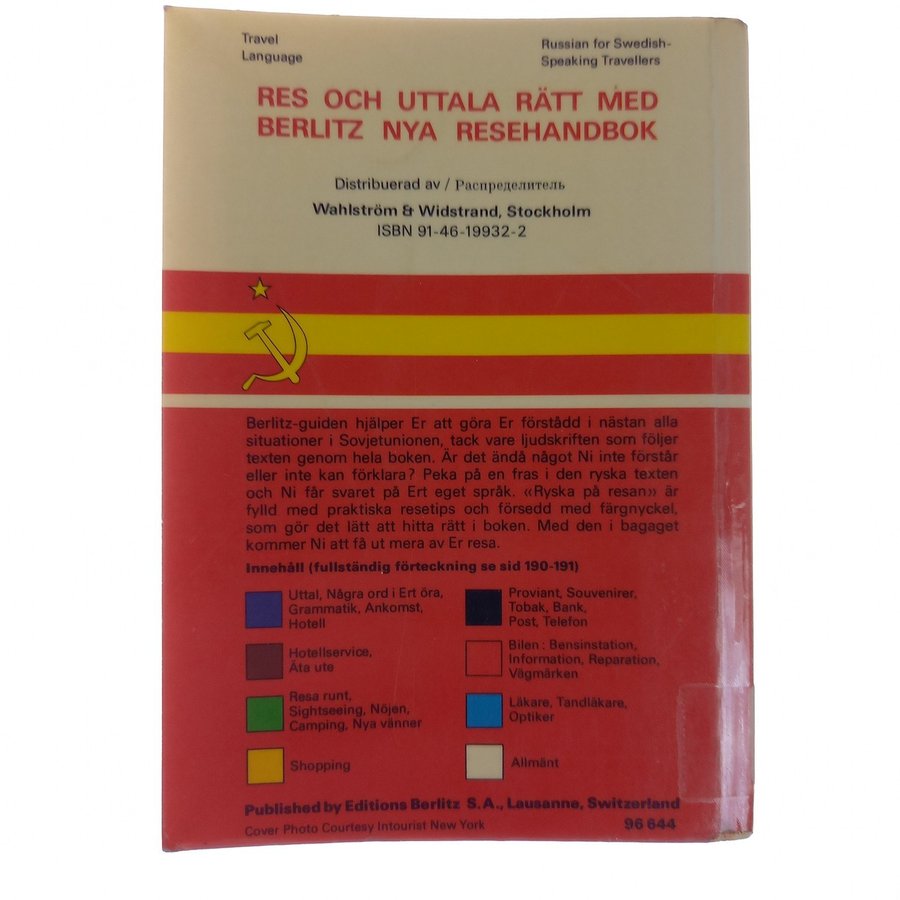 Travel
Language
Russian for Swedish-
Speaking Travellers
RES OCH UTTALA RÄTT MED
BERLITZ NYA RESEHANDBOK
Distribuerad av / Распределитель
Wahlström & Widstrand, Stockholm
ISBN 91-46-19932-2
Berlitz-guiden hjälper Er att göra Er förstådd i nästan alla
situationer i Sovjetunionen, tack vare ljudskriften som följer
texten genom hela boken. Är det ändå något Ni inte förstår
eller inte kan förklara? Peka på en fras i den ryska texten
och Ni får svaret på Ert eget språk. «Ryska på resan» är
fylld med praktiska resetips och försedd med färgnyckel,
som gör det lätt att hitta rätt i boken. Med den i bagaget
kommer Ni att få ut mera av Er resa.
Innehåll (fullständig förteckning se sid 190-191)
Uttal, Några ord i Ert öra,
Grammatik, Ankomst,
Hotell
Hotellservice,
Äta ute
Resa runt,
Sightseeing, Nöjen,
Camping, Nya vänner
Shopping
Proviant, Souvenirer,
Tobak, Bank,
Post, Telefon
Bilen: Bensinstation,
Information, Reparation,
Vägmärken
Läkare, Tandläkare,
Optiker
Allmänt
Published by Editions Berlitz S.A., Lausanne, Switzerland
Cover Photo Courtesy Intourist New York
96 644